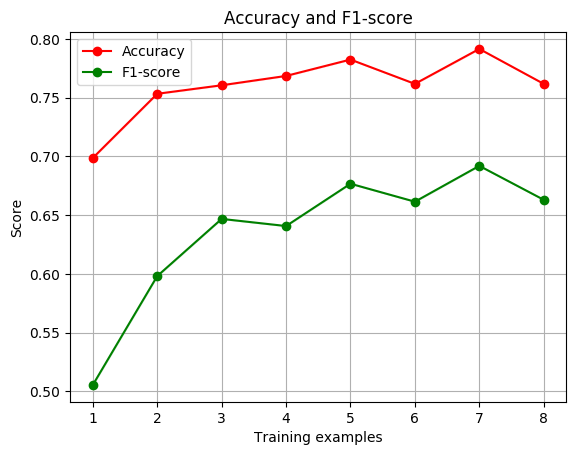 Accuracy and F1-score
Accuracy
F1-score
0.80
0.75
0.70
0.65
0.60
0.55
0.50
Score
1 2 3 4 5 6 7 8
Training examples